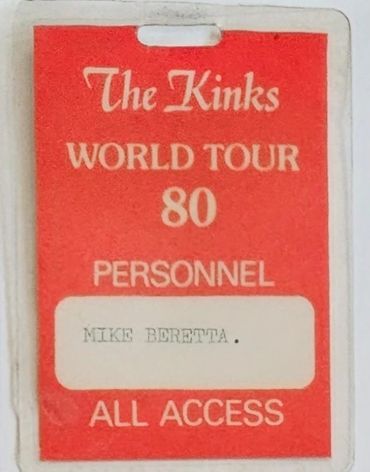 The Kinks
WORLD TOUR
80
PERSONNEL
MIKE BERETTA.
ALL ACCESS